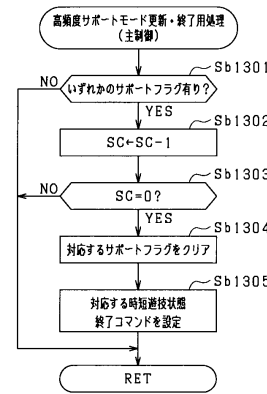 高頻度サポートモード更新・終了用処理
(主制御)
Sb1301
いずれかのサポートフラグ有り?
NO
YES
Sb1302
SC←SC-1
Sb1303
NO
SC=0?
YES
Sb1304
対応するサポートフラグをクリア
Sb1305
対応する時短遊技状態
終了コマンドを設定
RET